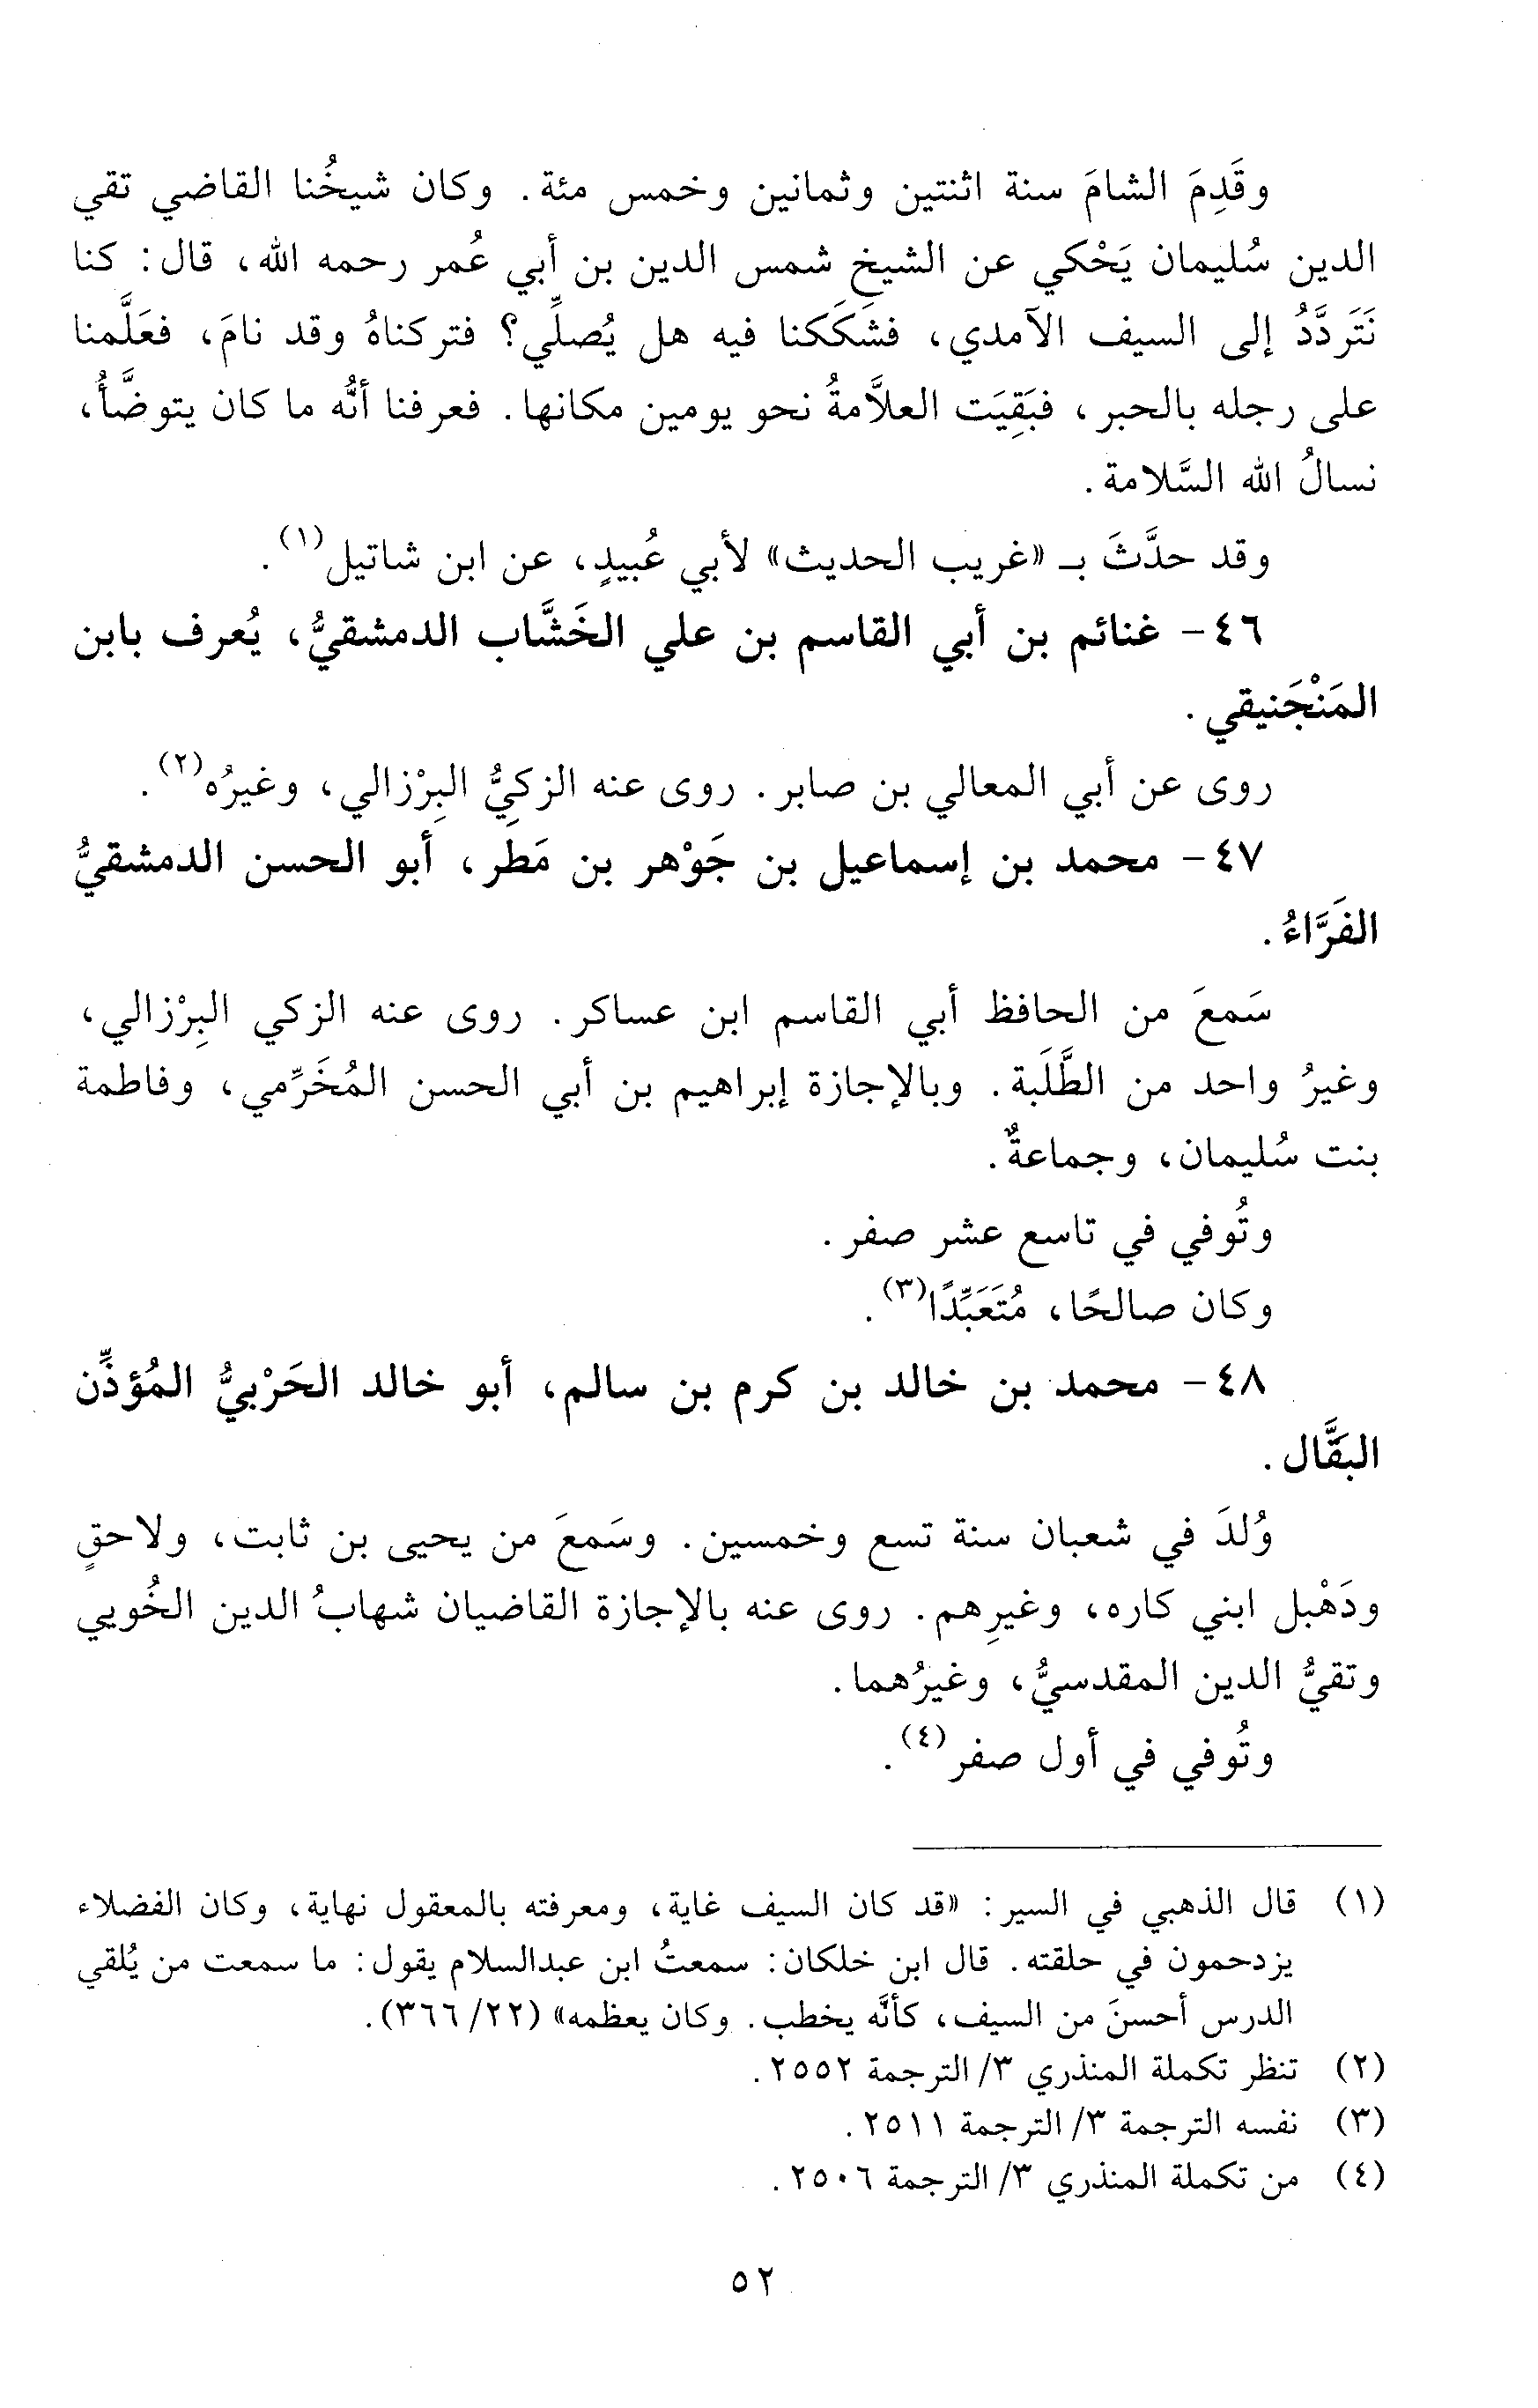 وقَدِمَ الشامَ سنة اثنتين وثمانين وخمس مئة. وكان شيخُنا القاضي تقي
الدين سُليمان يَحْكي عن الشيخ شمس الدين بن أبي عُمر رحمه الله، قال: كنا
نَتَردَّدُ إلى السيف الآمدي، فشَكَكنا فيه هل يُصلِّي؟ فتركناهُ وقد نامَ، فعَلَّمنا
على رجله بالحبر، فبَقِيَت العلاَّمةُ نحو يومين مكانها. فعرفنا أنَّه ما كان يتوضَّأُ،
نسالُ الله السَّلامة.
وقد حدَّثَ بـ «غريب الحديث» لأبي عُبيدٍ، عن ابن شاتيل(١).
٤٦- غنائم بن أبي القاسم بن علي الخَشَّاب الدمشقيُّ، يُعرف بابن
المَنْجَنيقي.
روى عن أبي المعالي بن صابر. روى عنه الزكيُّ البِرْزالي، وغيرُه(٢).
٤٧- محمد بن إسماعيل بن جَوْهر بن مَطَر، أبو الحسن الدمشقيُّ
الفَرَّاءُ.
سَمعَ من الحافظ أبي القاسم ابن عساكر. روى عنه الزكي البِرْزالي،
وغيرُ واحد من الطَّلَبة. وبالإجازة إبراهيم بن أبي الحسن المُخَرِّمي، وفاطمة
بنت سُليمان، وجماعةٌ.
وتُوفي في تاسع عشر صفر.
وكان صالحًا، مُتَعَبِّدًا(٣).
٤٨- محمد بن خالد بن كرم بن سالم، أبو خالد الحَرْبيُّ المُؤذِّن
البَقَّال.
وُلدَ في شعبان سنة تسع وخمسين. وسَمعَ من يحيى بن ثابت، ولاحقٍ
ودَهْبل ابني كاره، وغيرِهم. روى عنه بالإجازة القاضيان شهابُ الدين الخُويي
وتقيُّ الدين المقدسيُّ، وغيرُهما.
وتُوفي في أول صفر(٤).
(١) قال الذهبي في السير: «قد كان السيف غاية، ومعرفته بالمعقول نهاية، وكان الفضلاء
يزدحمون في حلقته. قال ابن خلكان: سمعتُ ابن عبدالسلام يقول: ما سمعت من يُلقي
الدرس أحسنَ من السيف، كأنَّه يخطب. وكان يعظمه» (٢٢/ ٣٦٦).
(٢) تنظر تكملة المنذري ٣/ الترجمة ٢٥٥٢.
(٣) نفسه الترجمة ٣/ الترجمة ٢٥١١.
(٤) من تكملة المنذري ٣/ الترجمة ٢٥٠٦.
٥٢